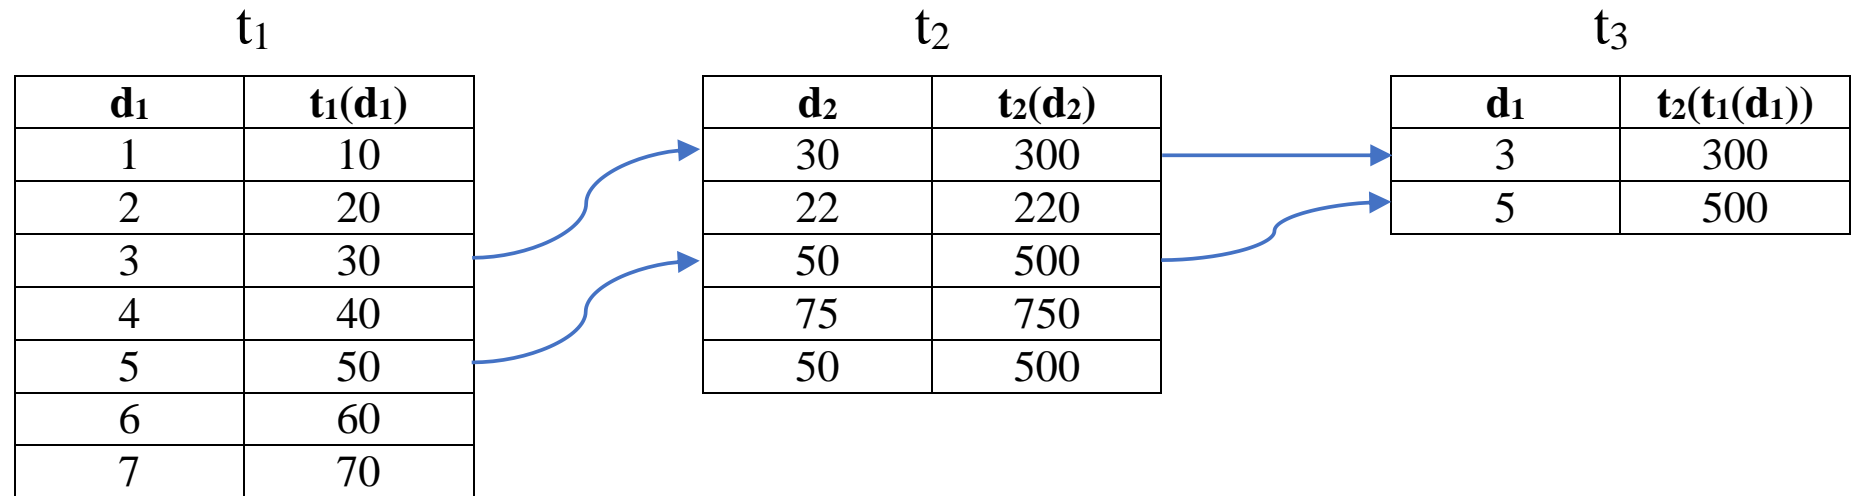 t₁ t₂ t₃
d₁ t₁(d₁) d₂ t₂(d₂) d₁ t₂(t₁(d₁))
1 10 30 300 3 300
2 20 22 220 5 500
3 30 50 500
4 40 75 750
5 50 50 500
6 60
7 70